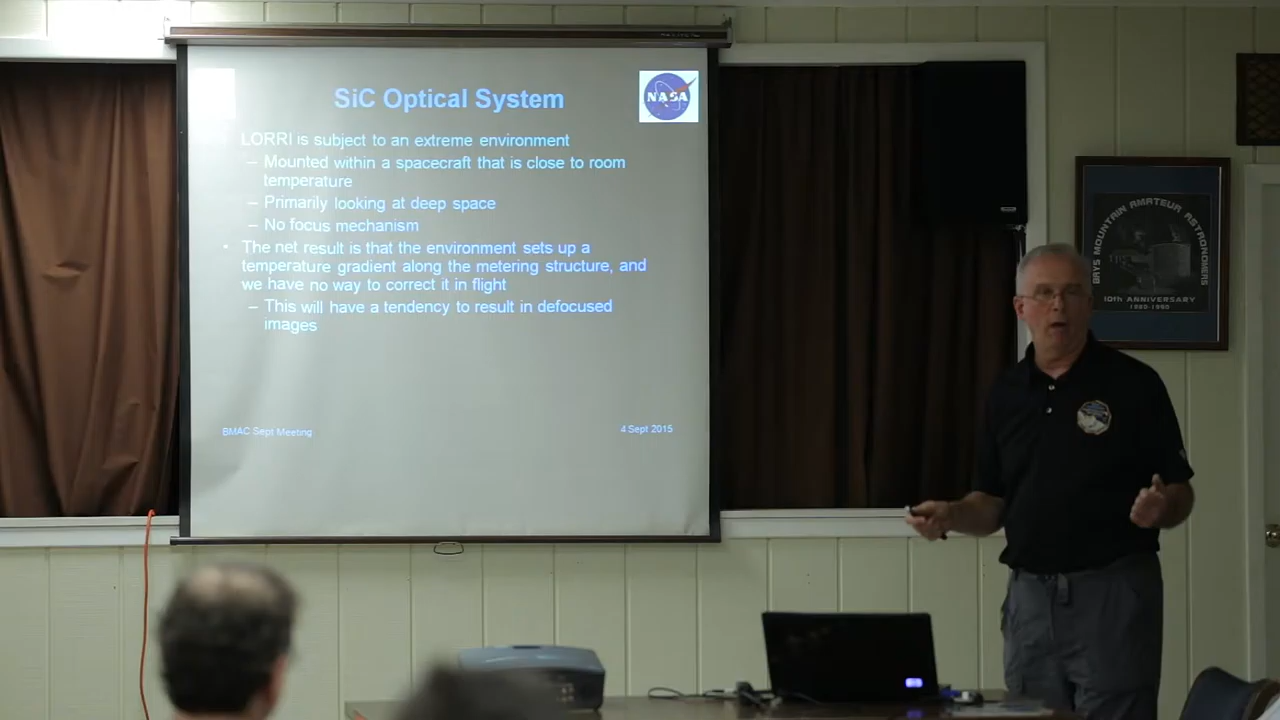 SiC Optical System
NASA
LORRI is subject to an extreme environment
– Mounted within a spacecraft that is close to room
temperature
– Primarily looking at deep space
– No focus mechanism
• The net result is that the environment sets up a
temperature gradient along the metering structure, and
we have no way to correct it in flight
– This will have a tendency to result in defocused
images
BMAC Sept Meeting
4 Sept 2015
BAYS MOUNTAIN AMATEUR ASTRONOMERS
10th ANNIVERSARY